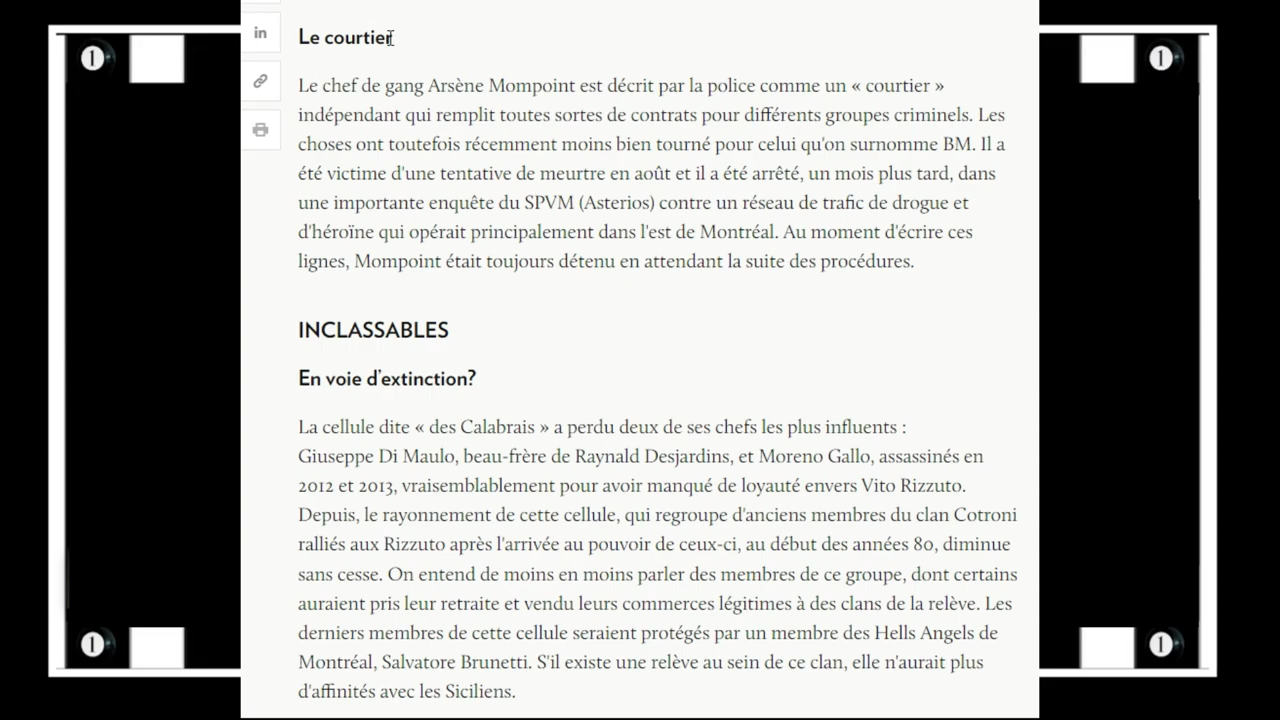 1
1
in
Le courtier
Le chef de gang Arsène Mompoint est décrit par la police comme un « courtier »
indépendant qui remplit toutes sortes de contrats pour différents groupes criminels. Les
choses ont toutefois récemment moins bien tourné pour celui qu'on surnomme BM. Il a
été victime d'une tentative de meurtre en août et il a été arrêté, un mois plus tard, dans
une importante enquête du SPVM (Asterios) contre un réseau de trafic de drogue et
d'héroïne qui opérait principalement dans l'est de Montréal. Au moment d'écrire ces
lignes, Mompoint était toujours détenu en attendant la suite des procédures.
INCLASSABLES
En voie d'extinction?
La cellule dite « des Calabrais » a perdu deux de ses chefs les plus influents :
Giuseppe Di Maulo, beau-frère de Raynald Desjardins, et Moreno Gallo, assassinés en
2012 et 2013, vraisemblablement pour avoir manqué de loyauté envers Vito Rizzuto.
Depuis, le rayonnement de cette cellule, qui regroupe d'anciens membres du clan Cotroni
ralliés aux Rizzuto après l'arrivée au pouvoir de ceux-ci, au début des années 80, diminue
sans cesse. On entend de moins en moins parler des membres de ce groupe, dont certains
auraient pris leur retraite et vendu leurs commerces légitimes à des clans de la relève. Les
derniers membres de cette cellule seraient protégés par un membre des Hells Angels de
Montréal, Salvatore Brunetti. S'il existe une relève au sein de ce clan, elle n'aurait plus
d'affinités avec les Siciliens.
1
1